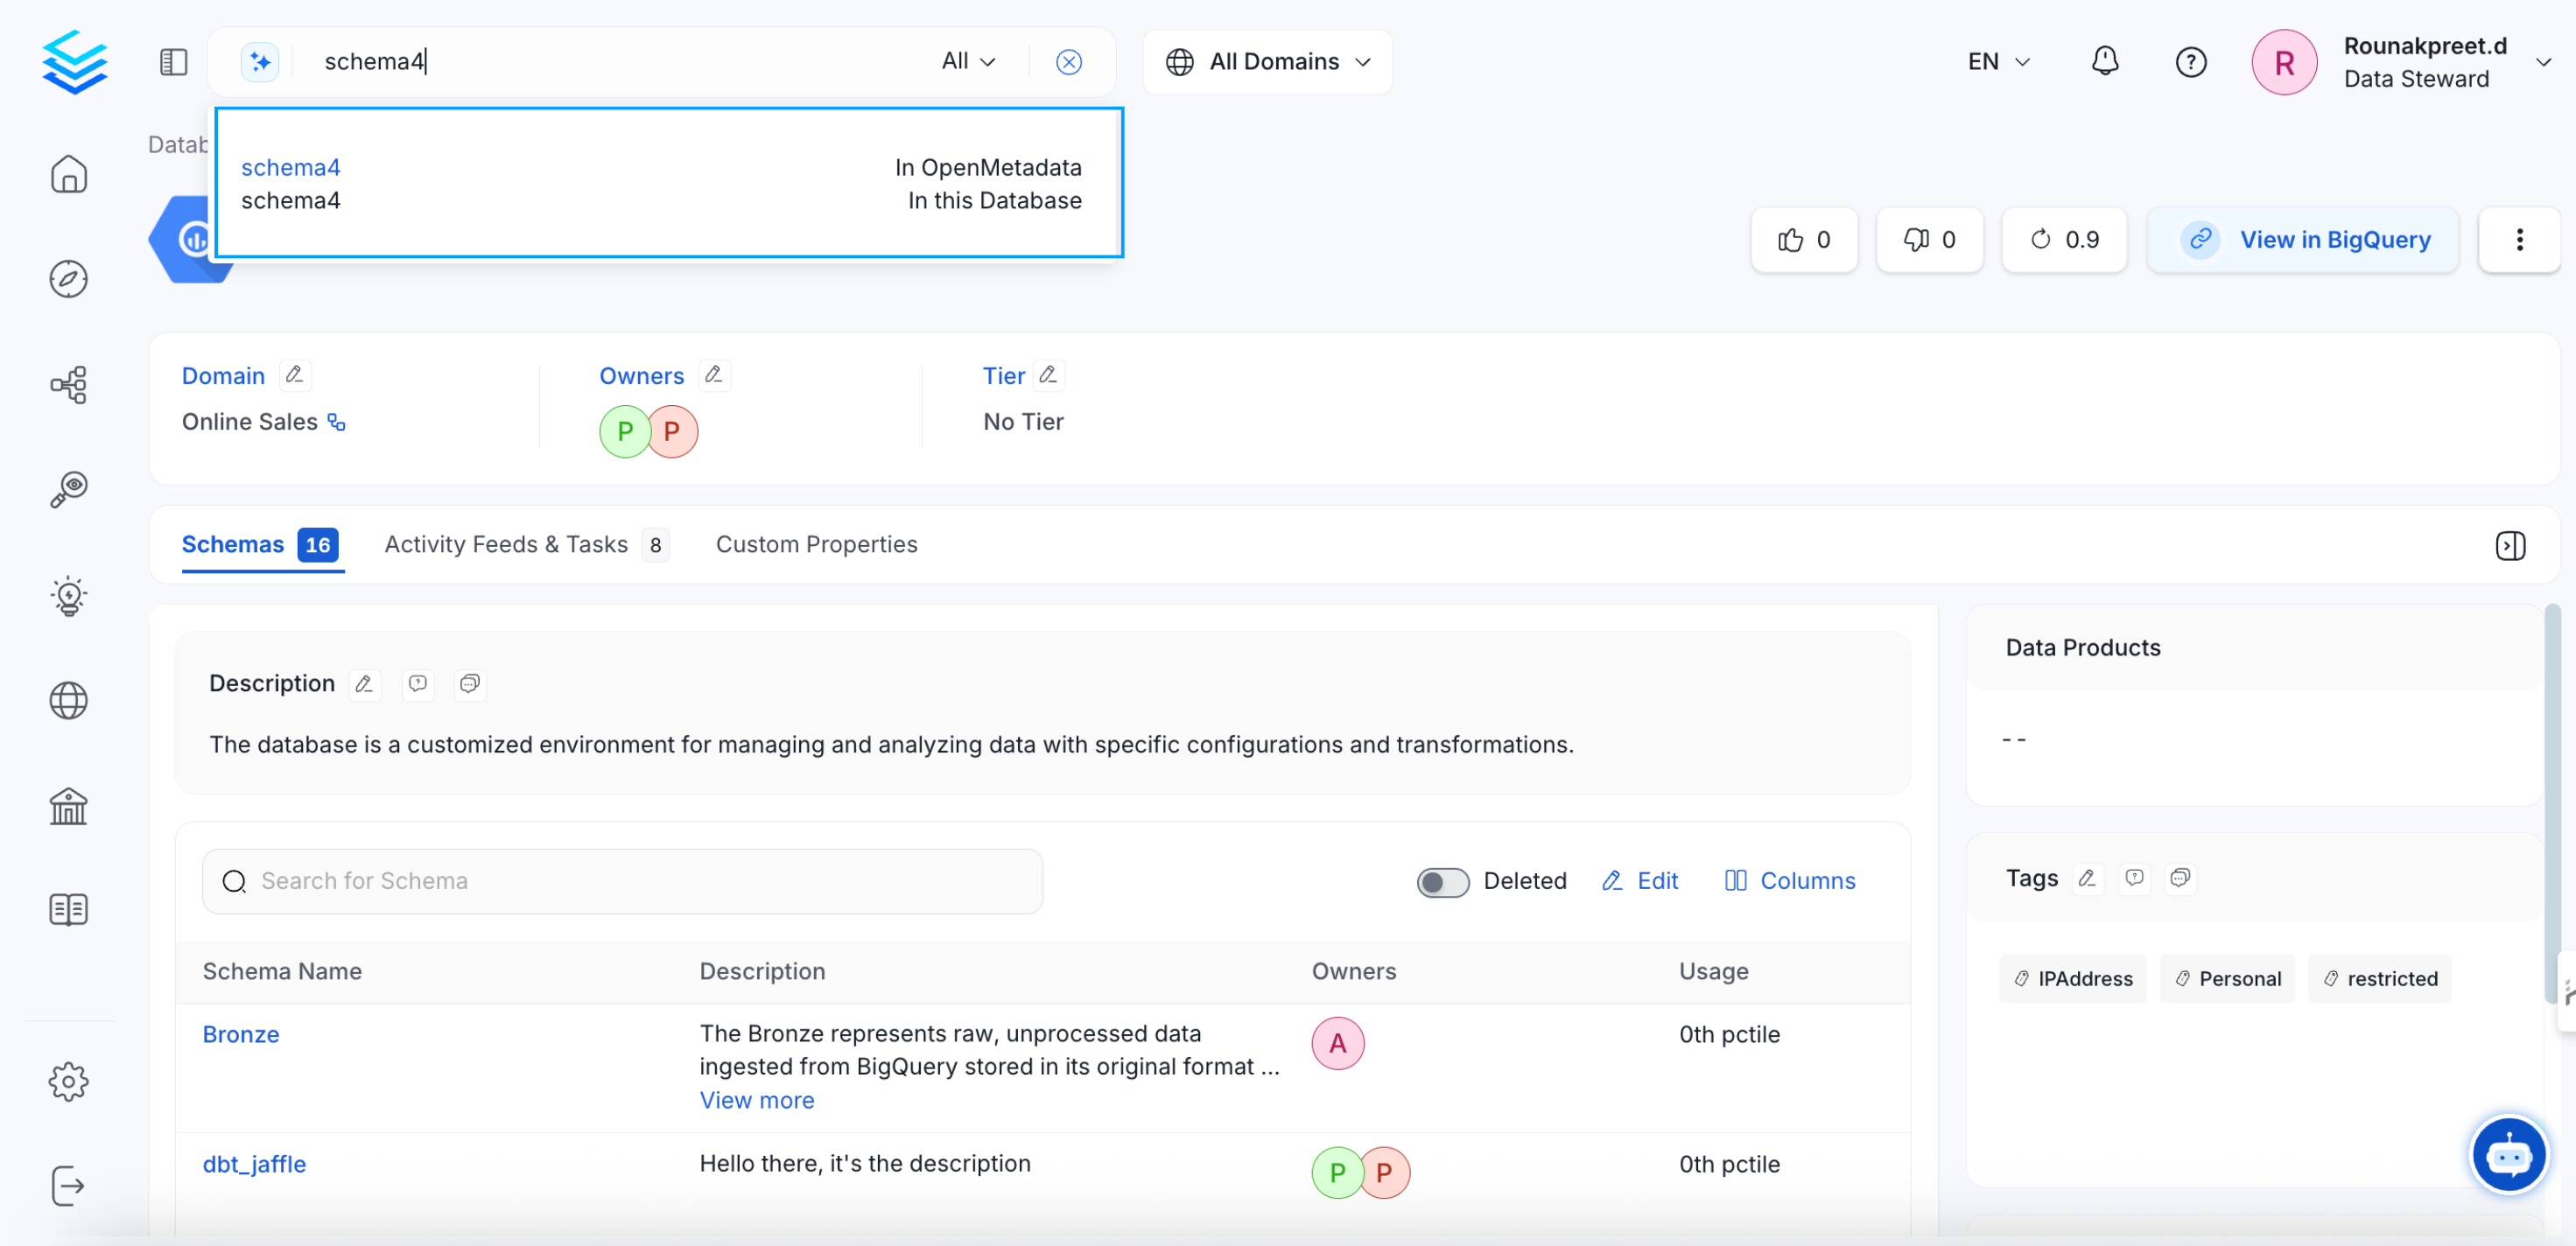 schema4
All
All Domains
EN
R
Rounakpreet.d
Data Steward
Datab
schema4 In OpenMetadata
schema4 In this Database
0
0
0.9
View in BigQuery
Domain
Online Sales
Owners
P P
Tier
No Tier
Schemas 16
Activity Feeds & Tasks 8
Custom Properties
Description
The database is a customized environment for managing and analyzing data with specific configurations and transformations.
Search for Schema
Deleted
Edit
Columns
Schema Name Description Owners Usage
Bronze
The Bronze represents raw, unprocessed data
ingested from BigQuery stored in its original format ...
View more
A
0th pctile
dbt_jaffle
Hello there, it's the description
P P
0th pctile
Data Products
--
Tags
IPAddress
Personal
restricted